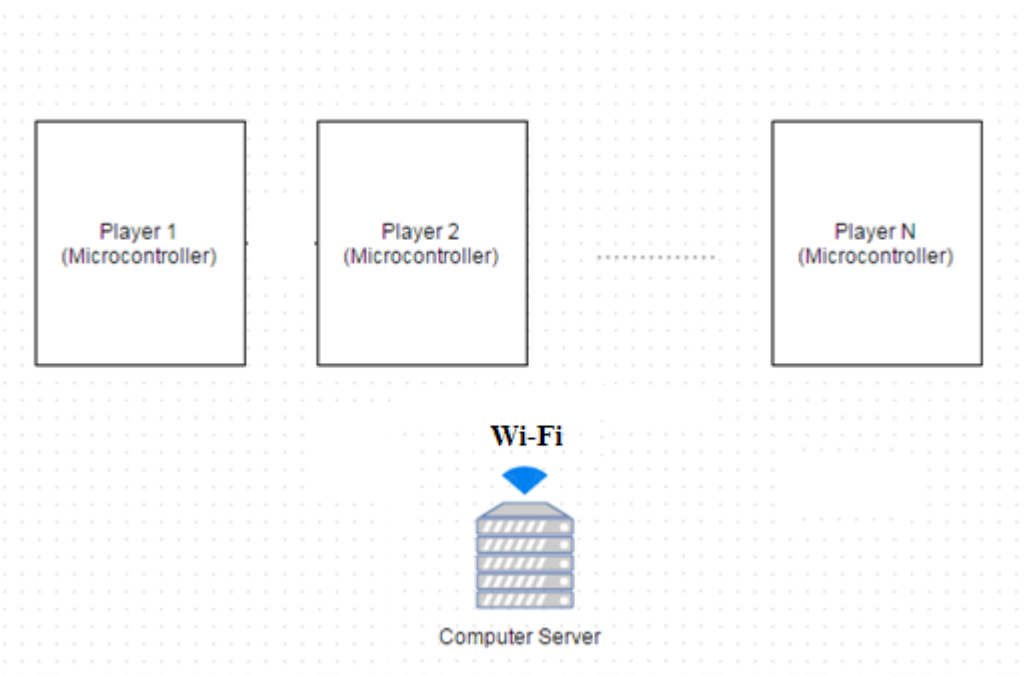 Player 1
(Microcontroller)
Player 2
(Microcontroller)
Player N
(Microcontroller)
Wi-Fi
Computer Server